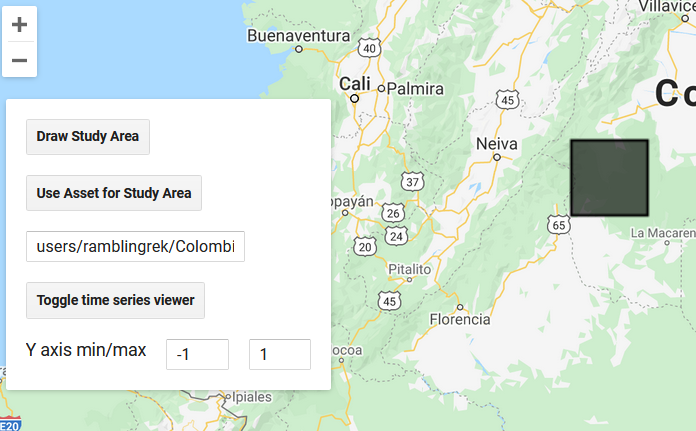 +
−
Draw Study Area
Use Asset for Study Area
users/ramblingrek/Colombi
Toggle time series viewer
Y axis min/max
-1
1
Villavice
Buenaventura
40
Cali
Palmira
45
Co
Neiva
37
opayán
26
24
20
65
La Macaren
Pitalito
45
Florencia
ocoa
Ipiales
E20